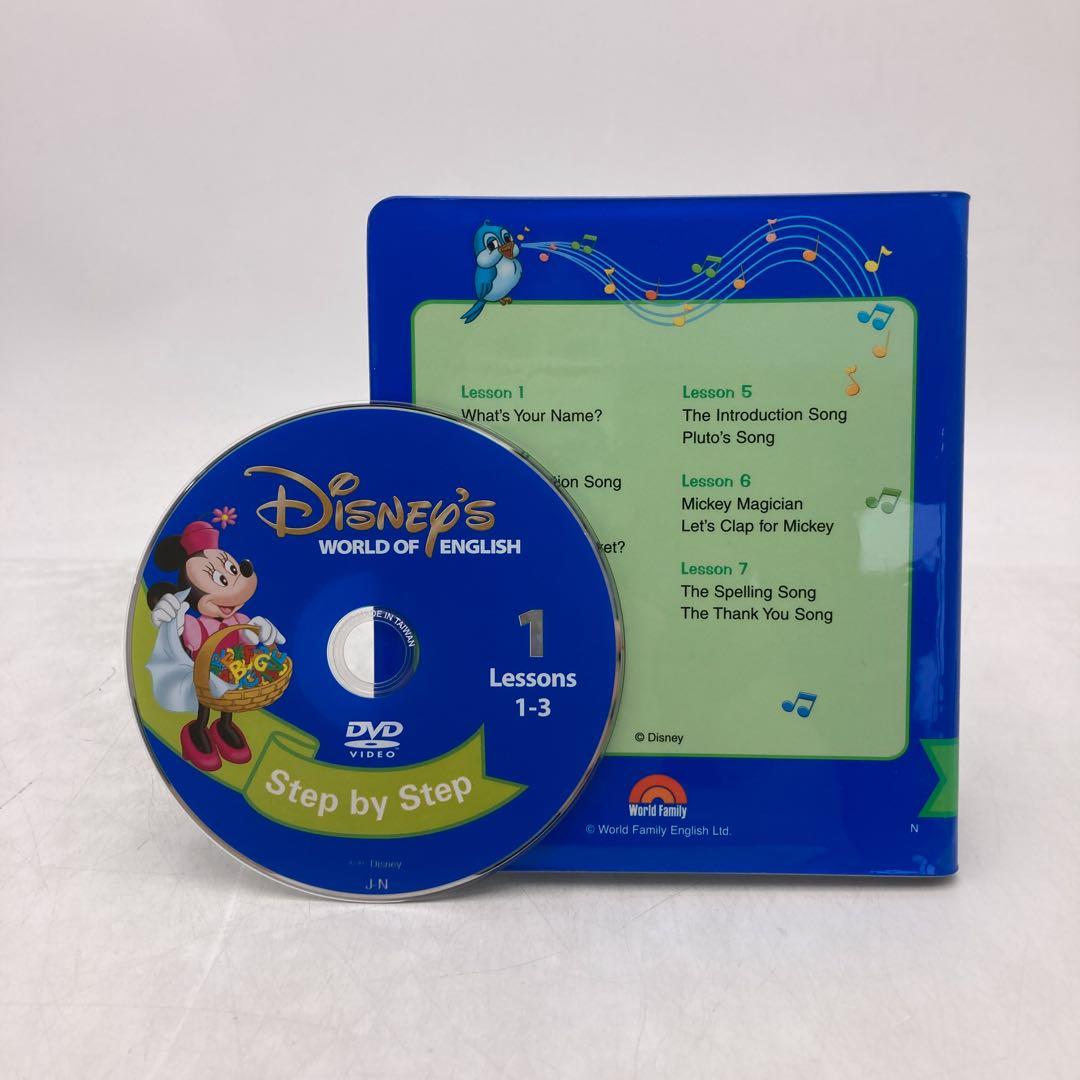 Lesson 1
What's Your Name?
ion Song
ket?
Lesson 5
The Introduction Song
Pluto's Song
Lesson 6
Mickey Magician
Let's Clap for Mickey
Lesson 7
The Spelling Song
The Thank You Song
© Disney
World Family
© World Family English Ltd.
N
Disney's
WORLD OF ENGLISH
MADE IN TAIWAN
1
Lessons
1-3
BUG
DVD
VIDEO
Step by Step
Disney
J-N